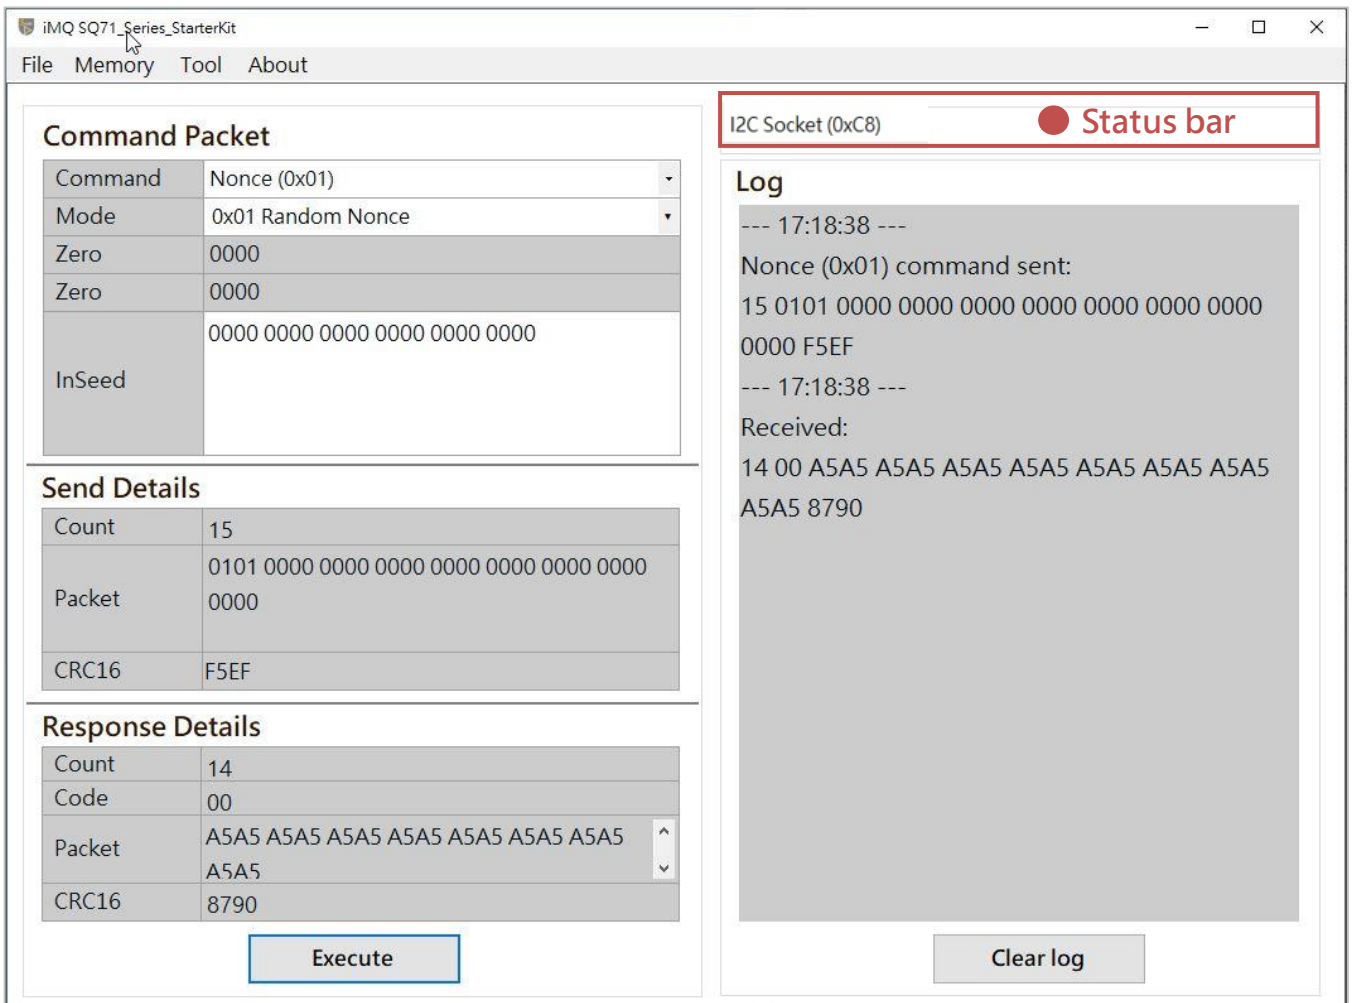 iMQ SQ71_Series_StarterKit
File Memory Tool About
Command Packet
Command Nonce (0x01)
Mode 0x01 Random Nonce
Zero 0000
Zero 0000
InSeed 0000 0000 0000 0000 0000 0000
Send Details
Count 15
Packet 0101 0000 0000 0000 0000 0000 0000 0000
0000
CRC16 F5EF
Response Details
Count 14
Code 00
Packet A5A5 A5A5 A5A5 A5A5 A5A5 A5A5 A5A5
A5A5
CRC16 8790
Execute
I2C Socket (0xC8)
Status bar
Log
--- 17:18:38 ---
Nonce (0x01) command sent:
15 0101 0000 0000 0000 0000 0000 0000 0000
0000 F5EF
--- 17:18:38 ---
Received:
14 00 A5A5 A5A5 A5A5 A5A5 A5A5 A5A5 A5A5
A5A5 8790
Clear log